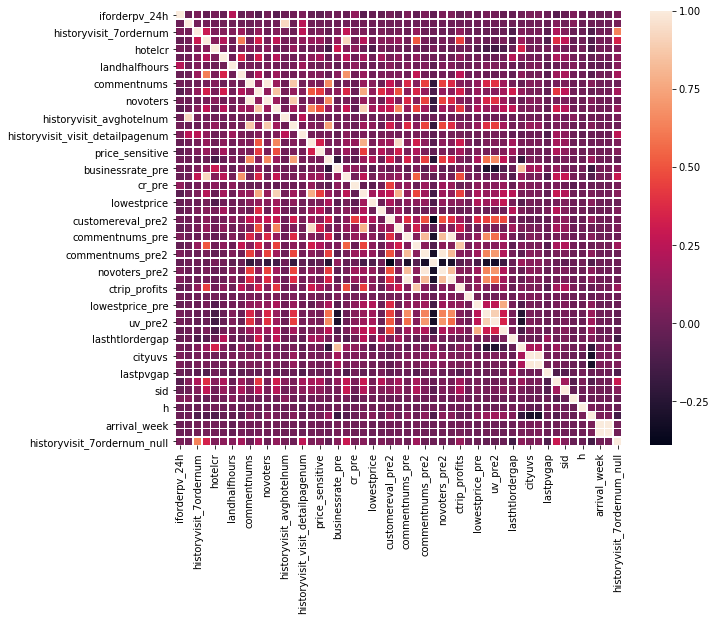 iforderpv_24h
historyvisit_7ordernum
hotelcr
landhalfhours
commentnums
novoters
historyvisit_avghotelnum
historyvisit_visit_detailpagenum
price_sensitive
businessrate_pre
cr_pre
lowestprice
customereval_pre2
commentnums_pre
commentnums_pre2
novoters_pre2
ctrip_profits
lowestprice_pre
uv_pre2
lasthtlordergap
cityuvs
lastpvgap
sid
h
arrival_week
historyvisit_7ordernum_null
iforderpv_24h
historyvisit_7ordernum
hotelcr
landhalfhours
commentnums
novoters
historyvisit_avghotelnum
historyvisit_visit_detailpagenum
price_sensitive
businessrate_pre
cr_pre
lowestprice
customereval_pre2
commentnums_pre
commentnums_pre2
novoters_pre2
ctrip_profits
lowestprice_pre
uv_pre2
lasthtlordergap
cityuvs
lastpvgap
sid
h
arrival_week
historyvisit_7ordernum_null
1.00
0.75
0.50
0.25
0.00
−0.25